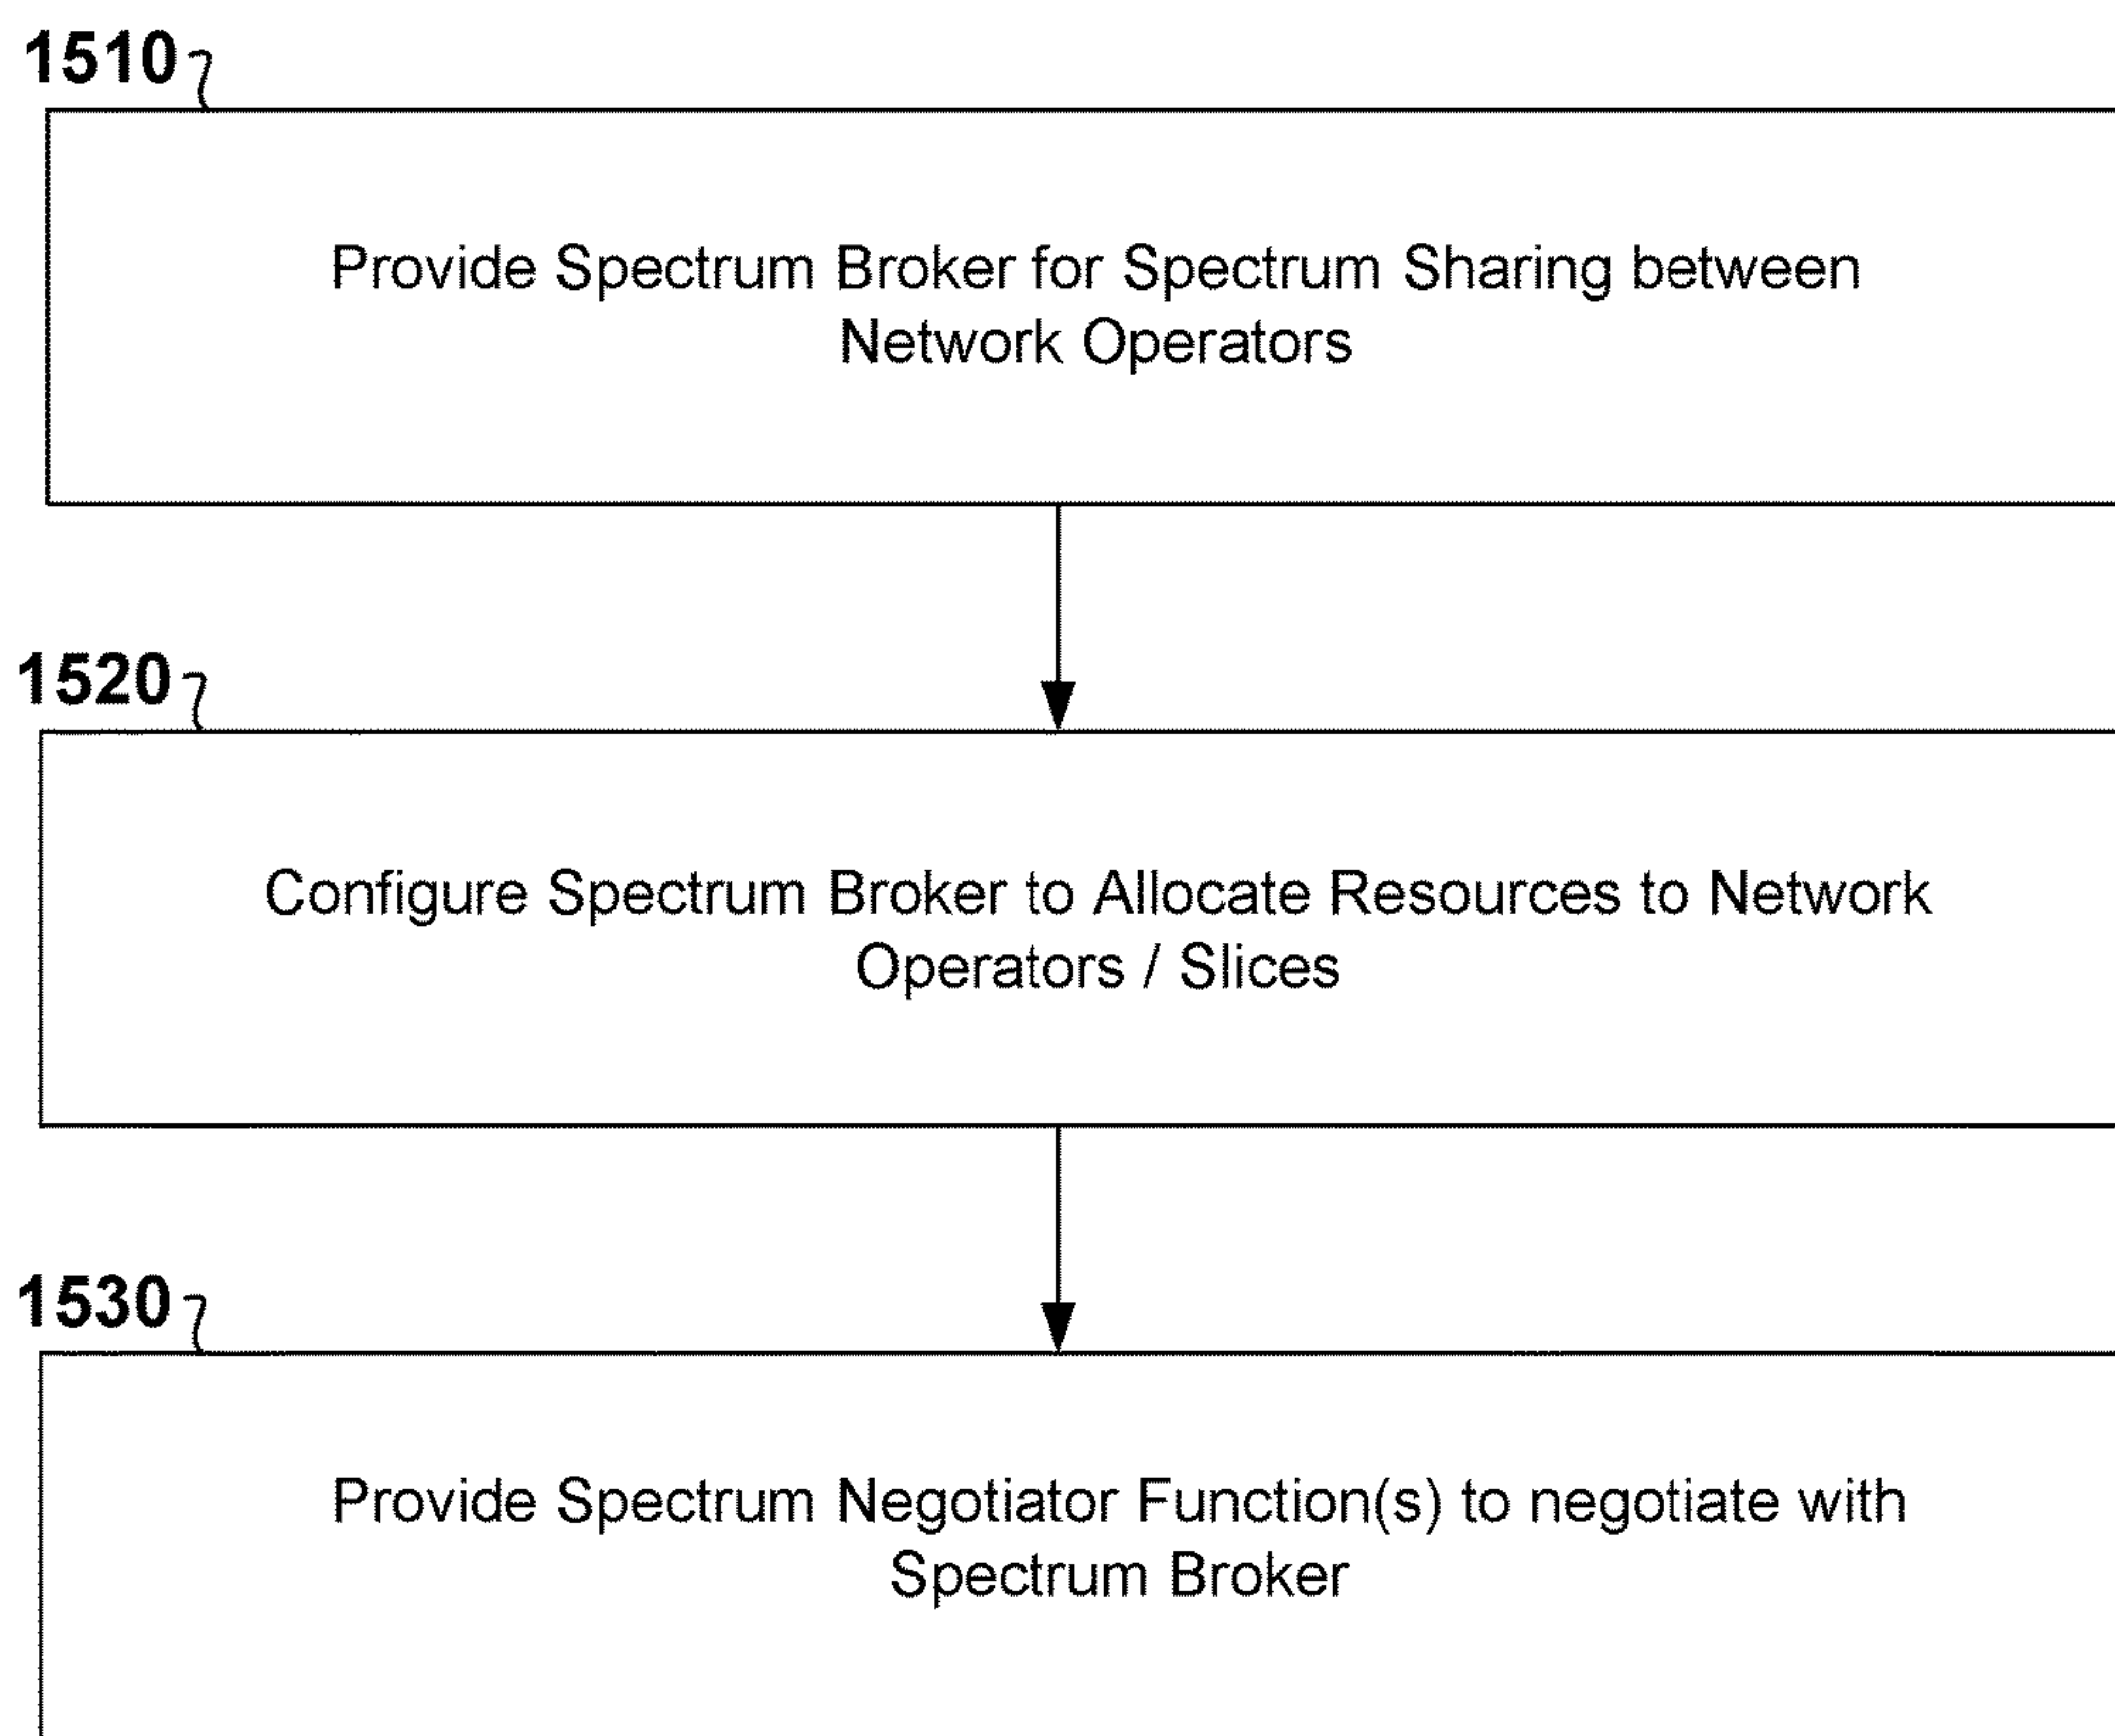 1510
Provide Spectrum Broker for Spectrum Sharing between
Network Operators
1520
Configure Spectrum Broker to Allocate Resources to Network
Operators / Slices
1530
Provide Spectrum Negotiator Function(s) to negotiate with
Spectrum Broker